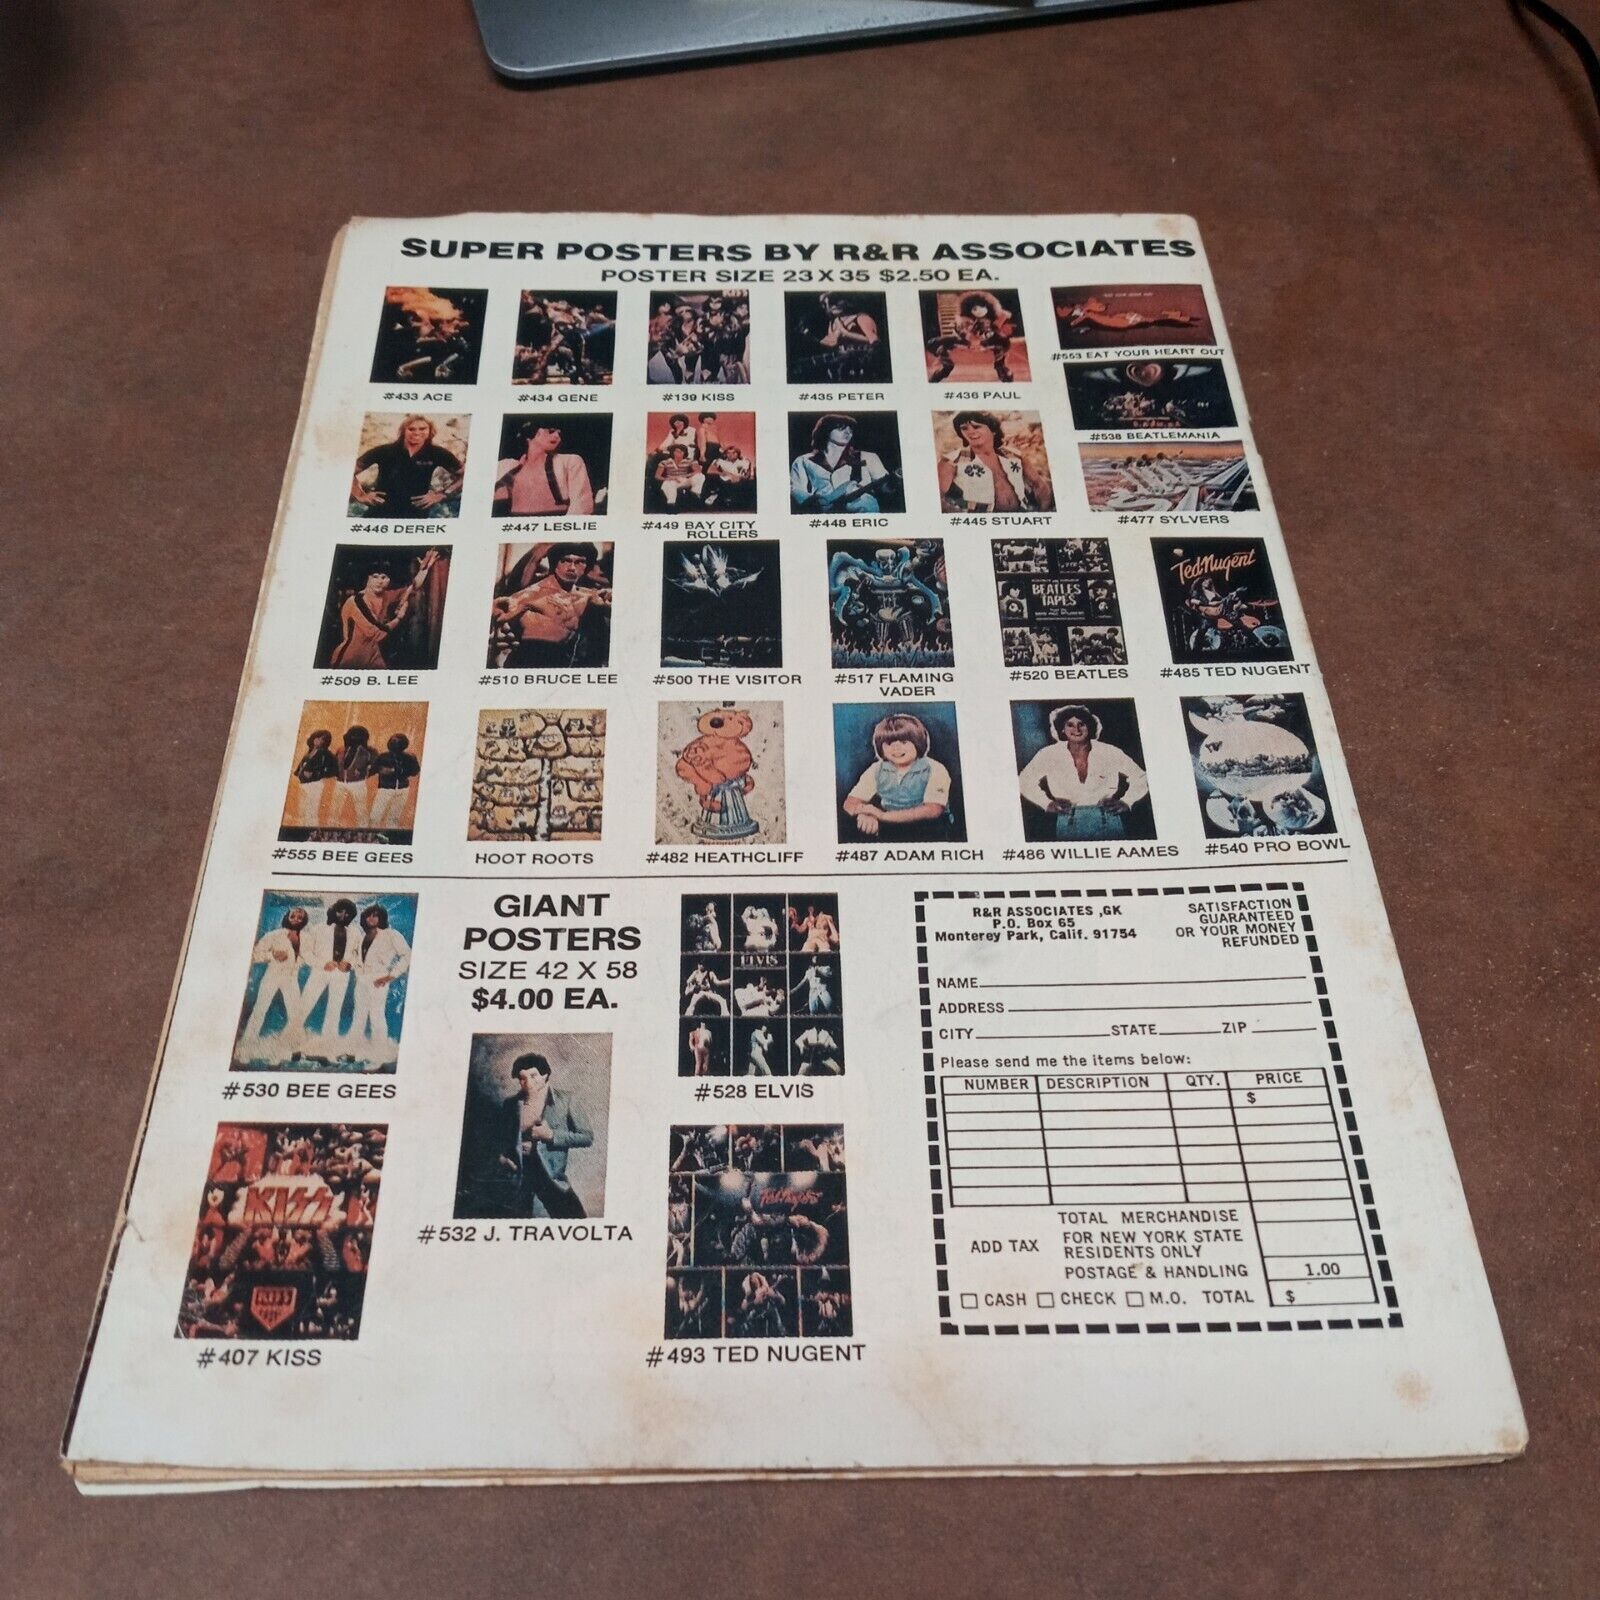 SUPER POSTERS BY R&R ASSOCIATES
POSTER SIZE 23 X 35 $2.50 EA.
#433 ACE
#434 GENE
#139 KISS
#435 PETER
#436 PAUL
#553 EAT YOUR HEART OUT
#538 BEATLEMANIA
#446 DEREK
#447 LESLIE
#449 BAY CITY
ROLLERS
#448 ERIC
#445 STUART
#477 SYLVERS
BEATLES
TAPES
Ted Nugent
#509 B. LEE
#510 BRUCE LEE
#500 THE VISITOR
#517 FLAMING
VADER
#520 BEATLES
#485 TED NUGENT
#555 BEE GEES
HOOT ROOTS
#482 HEATHCLIFF
#487 ADAM RICH
#486 WILLIE AAMES
#540 PRO BOWL
GIANT
POSTERS
SIZE 42 X 58
$4.00 EA.
#530 BEE GEES
ELVIS
#528 ELVIS
#532 J. TRAVOLTA
KISS
KISS
#407 KISS
Ted Nugent
#493 TED NUGENT
R&R ASSOCIATES ,GK
P.O. Box 65
Monterey Park, Calif. 91754
SATISFACTION
GUARANTEED
OR YOUR MONEY
REFUNDED
NAME
ADDRESS
CITY STATE ZIP
Please send me the items below:
NUMBER DESCRIPTION QTY. PRICE
$
TOTAL MERCHANDISE
ADD TAX FOR NEW YORK STATE
RESIDENTS ONLY
POSTAGE & HANDLING 1.00
CASH CHECK M.O. TOTAL $